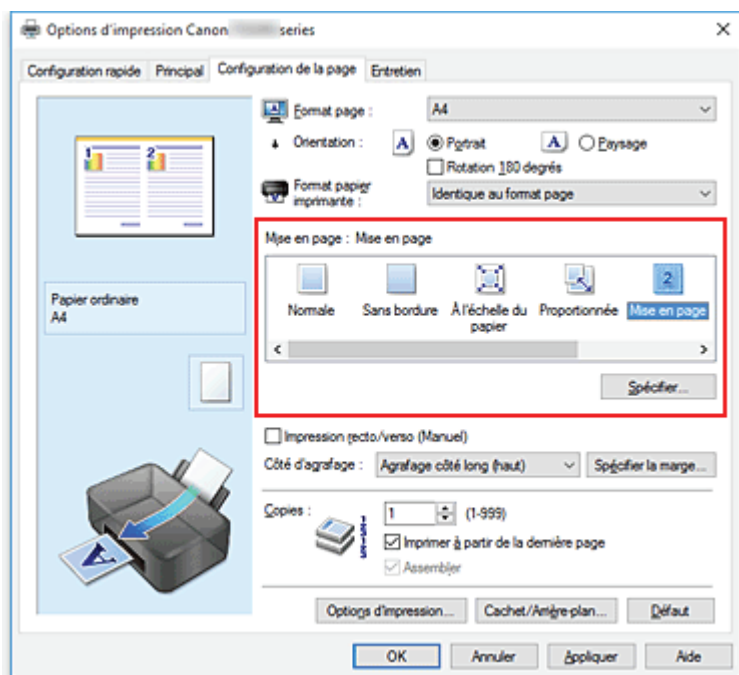 Options d'impression Canon series
Configuration rapide Principal Configuration de la page Entretien
1 2
Format page : A4
Orientation : A Portrait A Paysage
Rotation 180 degrés
Format papier imprimante : Identique au format page
Mise en page : Mise en page
2
Normale Sans bordure À l'échelle du papier Proportionnée Mise en page
Spécifier...
Papier ordinaire
A4
Impression recto/verso (Manuel)
Côté d'agrafage : Agrafage côté long (haut) Spécifier la marge...
Copies : 1 (1-999)
Imprimer à partir de la dernière page
Assembler
A
Options d'impression... Cachet/Arrière-plan... Défaut
OK Annuler Appliquer Aide